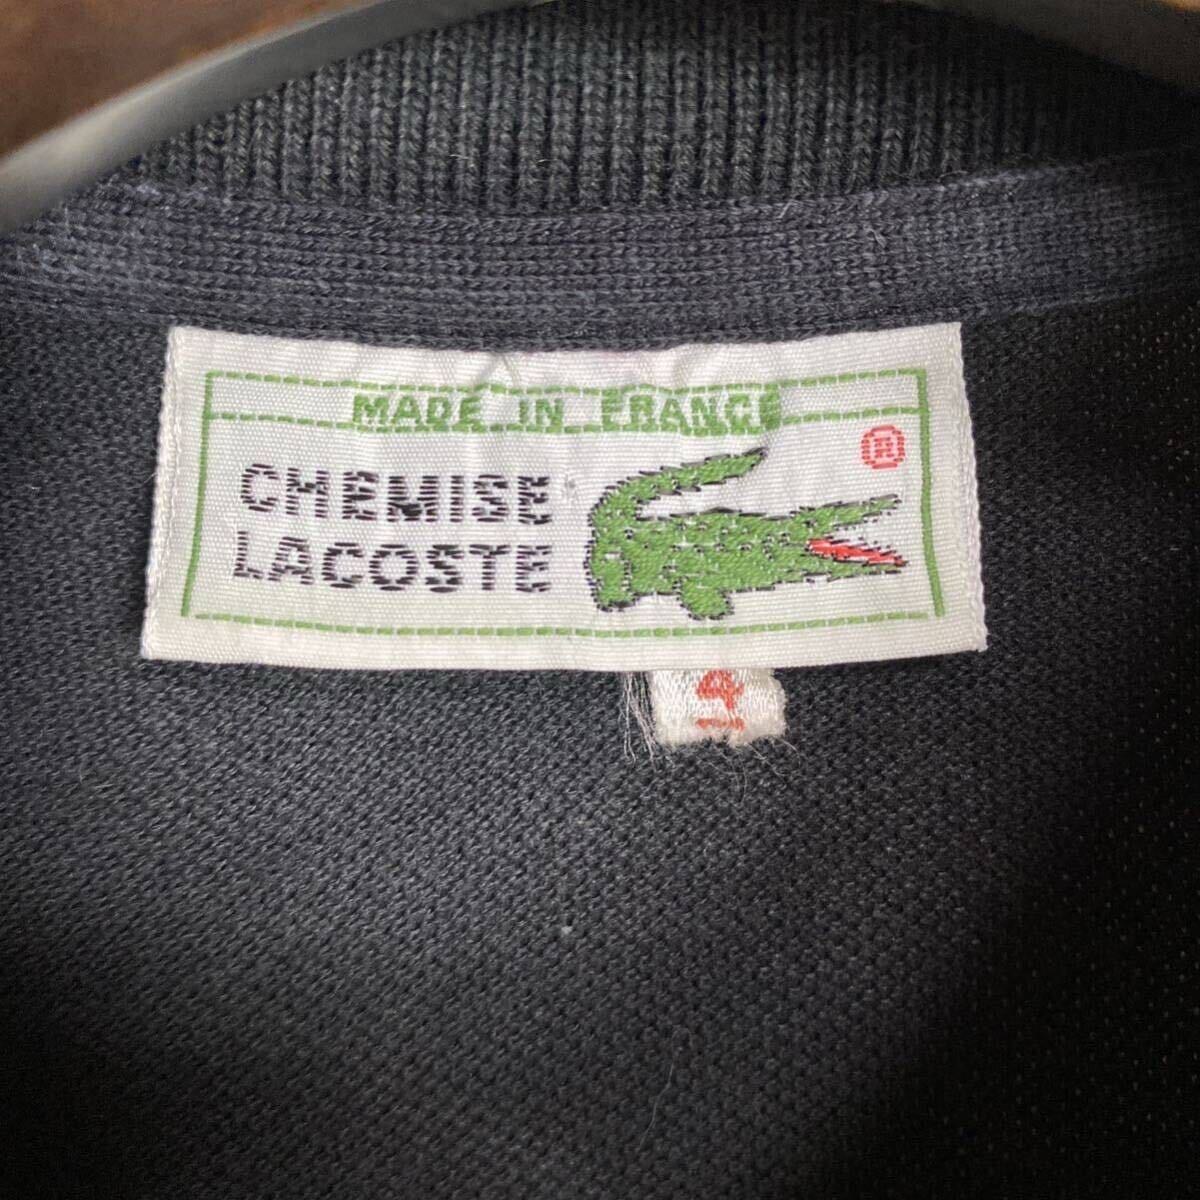 MADE IN FRANCE
CHEMISE
LACOSTE
®
4